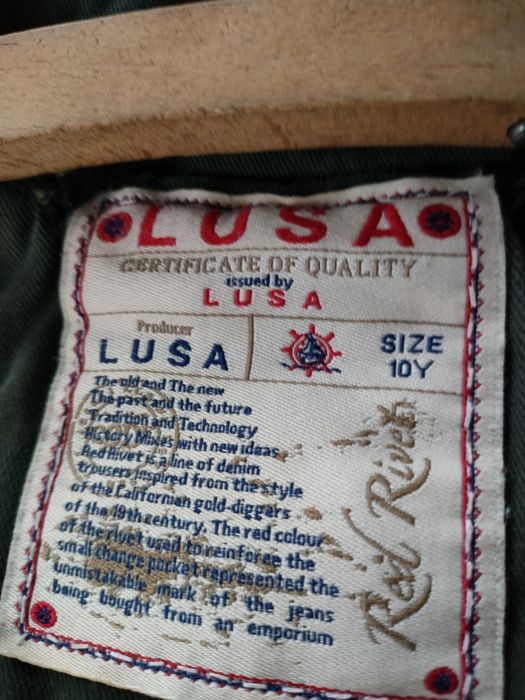 LUSA
CERTIFICATE OF QUALITY
issued by
LUSA
Producer
LUSA
SIZE
10Y
The old and The new
The past and the future
Tradition and Technology
History Mixes with new ideas
Red Rivet is a line of denim
trousers inspired from the style
of the Californian gold-diggers
of the 19th century. The red colour
of the rivet used to reinforce the
small change pocket represented the
unmistakable mark of the jeans
being bought from an emporium
Red Rivet